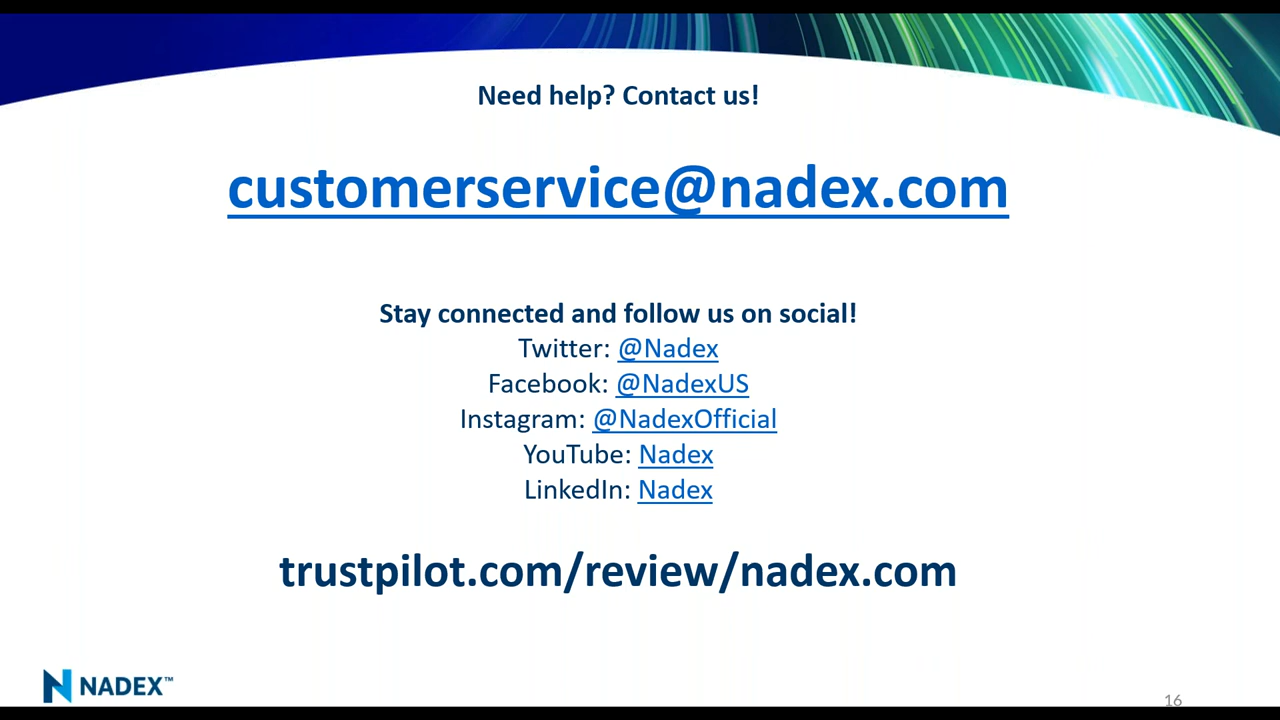 Need help? Contact us!
customerservice@nadex.com
Stay connected and follow us on social!
Twitter: @Nadex
Facebook: @NadexUS
Instagram: @NadexOfficial
YouTube: Nadex
LinkedIn: Nadex
trustpilot.com/review/nadex.com
NADEX™
16